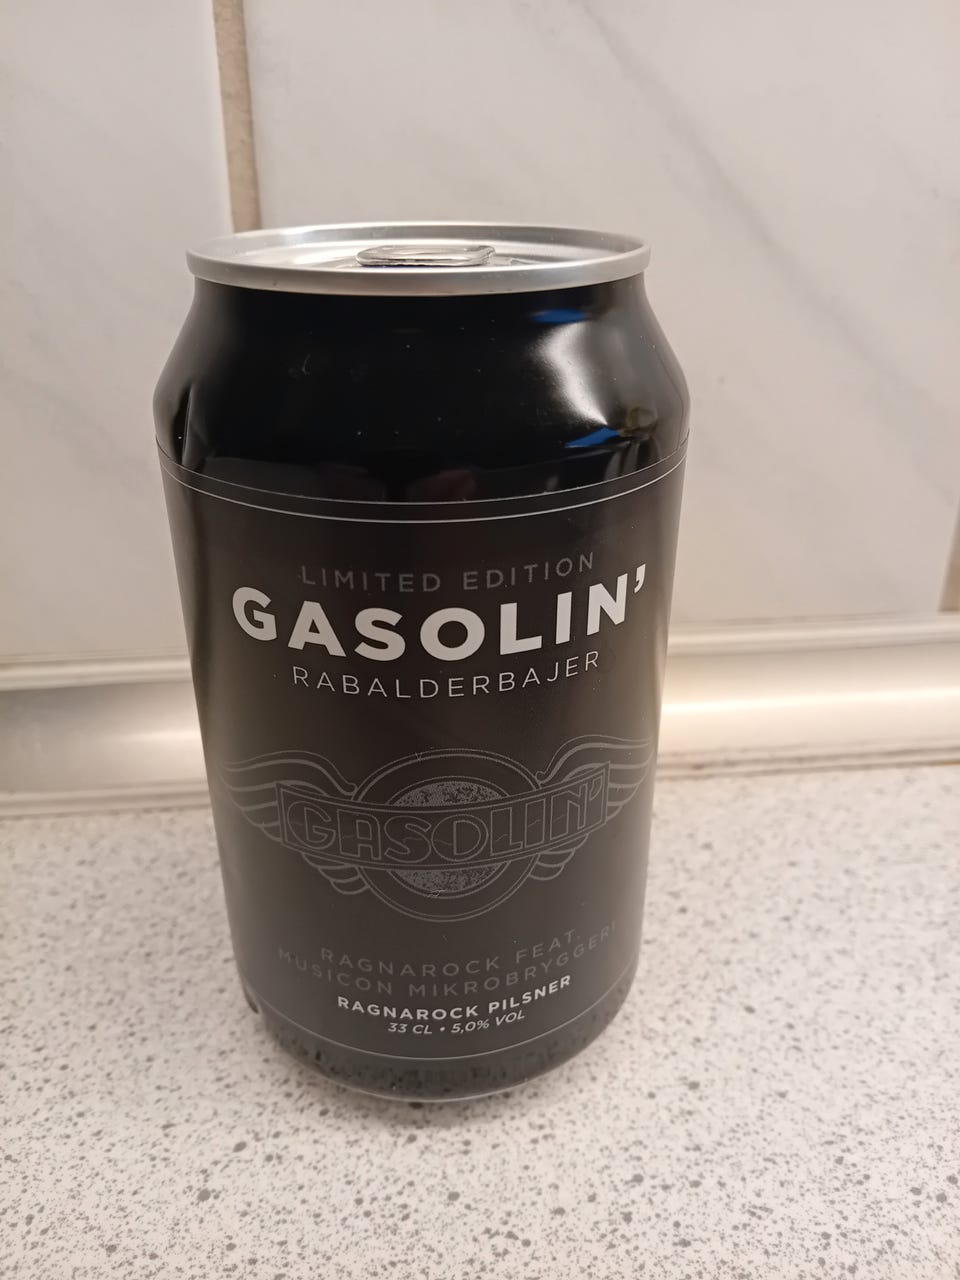 LIMITED EDITION
GASOLIN’
RABALDERBAJER
GASOLIN’
RAGNAROCK FEAT.
MUSICON MIKROBRYGGERI
RAGNAROCK PILSNER
33 CL • 5,0% VOL